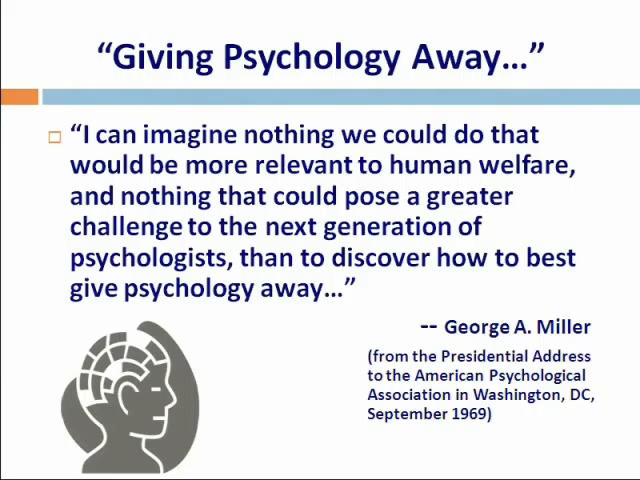 “Giving Psychology Away…”
“I can imagine nothing we could do that
would be more relevant to human welfare,
and nothing that could pose a greater
challenge to the next generation of
psychologists, than to discover how to best
give psychology away…”
-- George A. Miller
(from the Presidential Address
to the American Psychological
Association in Washington, DC,
September 1969)